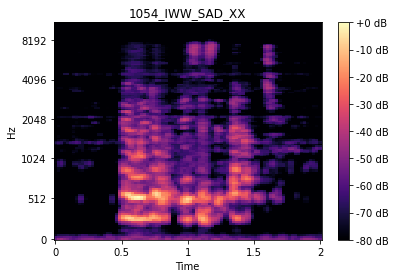 1054_IWW_SAD_XX
+0 dB
8192
-10 dB
4096
-20 dB
-30 dB
2048
-40 dB
Hz
1024
-50 dB
512
-60 dB
-70 dB
0
-80 dB
0
0.5
1
1.5
2
Time